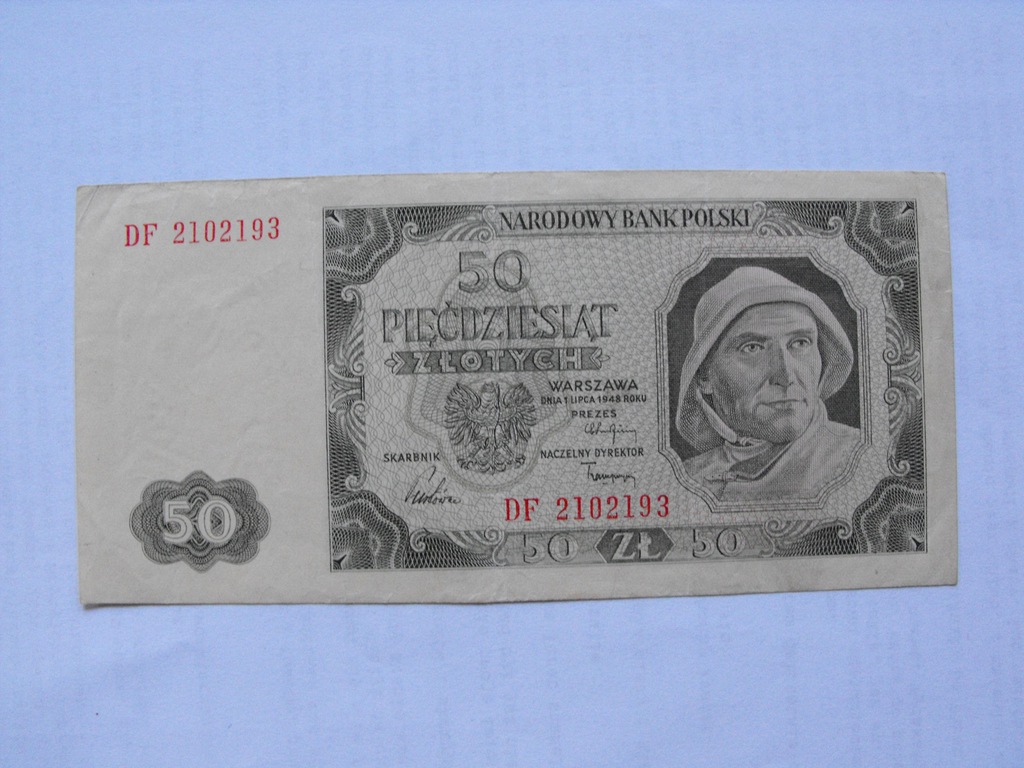 DF 2102193
NARODOWY BANK POLSKI
50
PIĘĆDZIESIĄT
ZŁOTYCH
WARSZAWA
DNIA 1 LIPCA 1948 ROKU
PREZES
SKARBNIK
NACZELNY DYREKTOR
DF 2102193
50
50 ZŁ 50